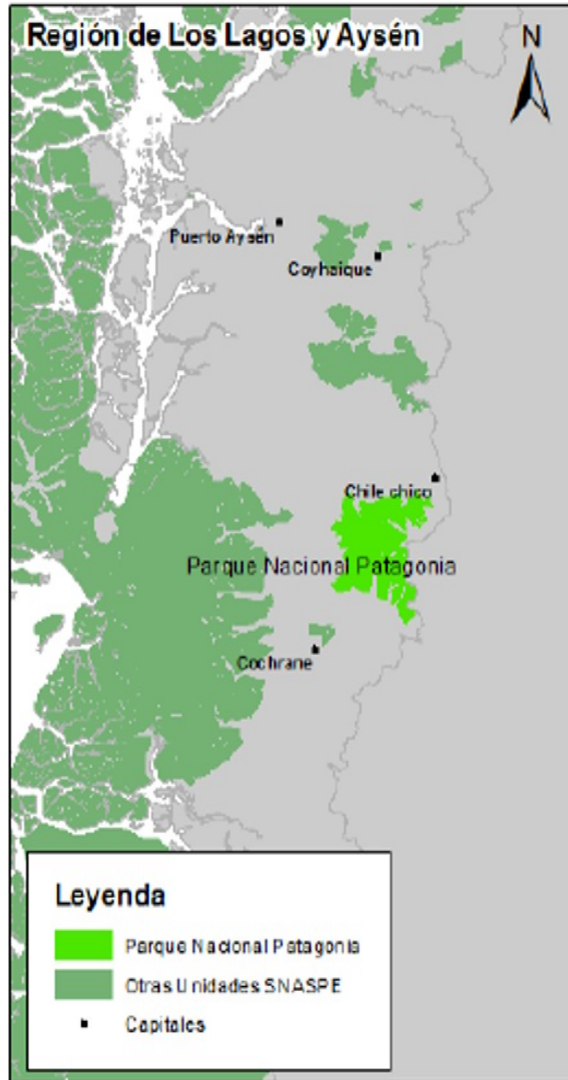 Región de Los Lagos y Aysén
N
Puerto Aysén
Coyhaique
Chile chico
Parque Nacional Patagonia
Cochrane
Leyenda
Parque Nacional Patagonia
Otras Unidades SNASPE
Capitales